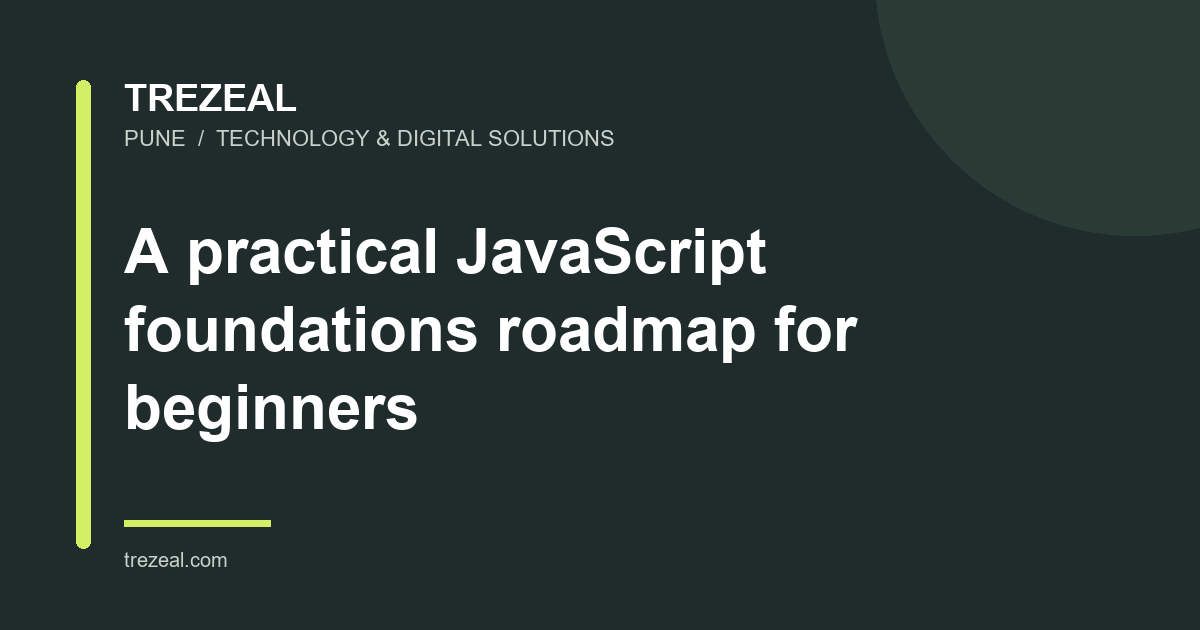 TREZEAL
PUNE / TECHNOLOGY & DIGITAL SOLUTIONS
A practical JavaScript
foundations roadmap for
beginners
trezeal.com